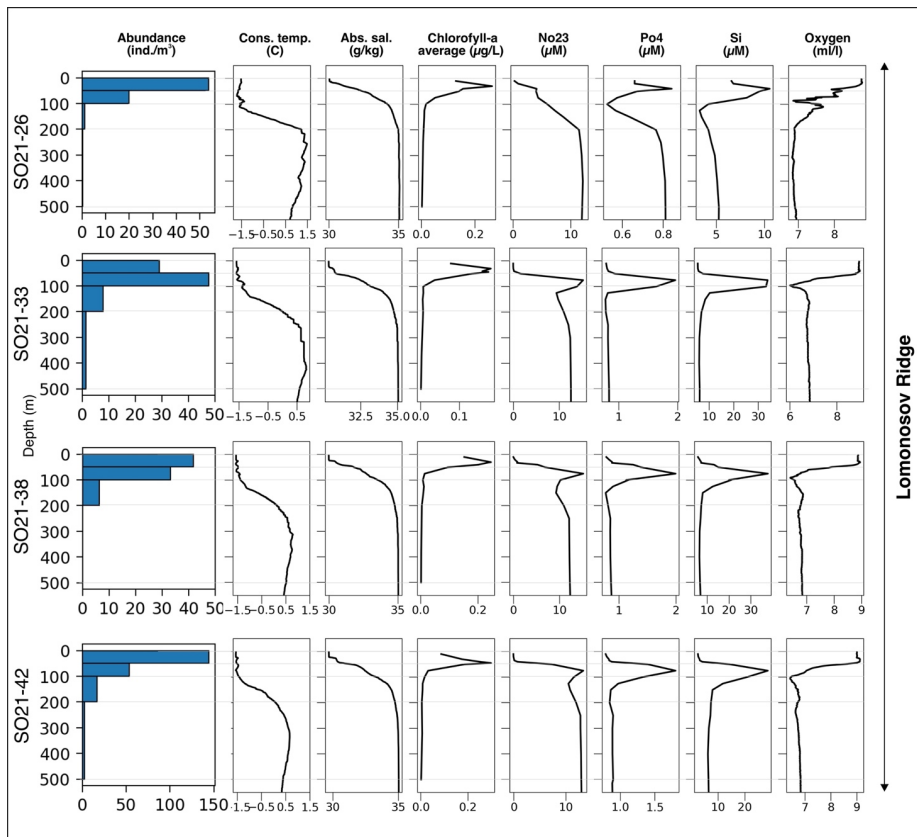 Abundance Cons. temp. Abs. sal. Chlorofyll-a No23 Po4 Si Oxygen
(ind./m³) (C) (g/kg) average (µg/L) (µM) (µM) (µM) (ml/l)
SO21-26
0
100
200
300
400
500
0 10 20 30 40 50 −1.5 −0.5 0.5 1.5 30 35 0.0 0.2 0 10 0.6 0.8 5 10 7 8
SO21-33
0
100
200
300
400
500
0 10 20 30 40 50 −1.5 −0.5 0.5 32.5 35.0 0.0 0.1 0 10 1 2 10 20 30 6 8
SO21-38
0
100
200
300
400
500
0 10 20 30 40 50 −1.5 −0.5 0.5 1.5 30 35 0.0 0.2 0 10 1 2 10 20 30 7 8 9
SO21-42
0
100
200
300
400
500
0 50 100 150 −1.5 −0.5 0.5 1.5 30 35 0.0 0.2 0 10 1.0 1.5 10 20 7 8 9
Depth (m)
Lomonosov Ridge